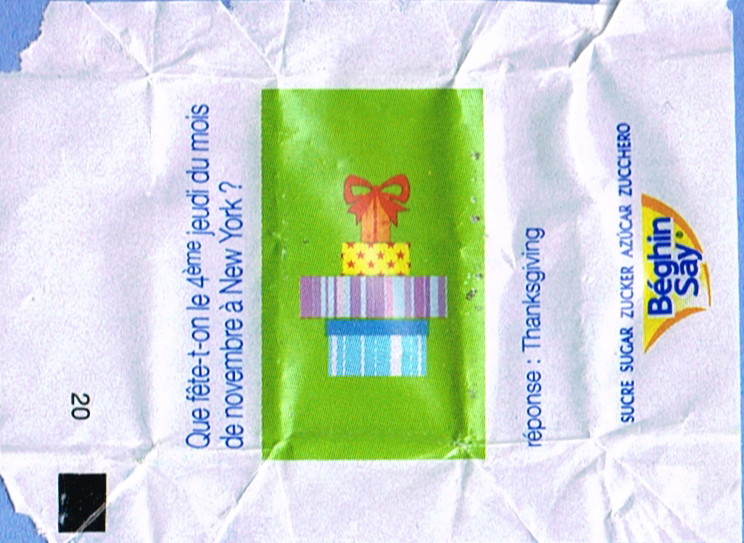 Que fête-t-on le 4ème jeudi du mois
de novembre à New York ?
réponse : Thanksgiving
SUCRE SUGAR ZUCKER AZÚCAR ZUCCHERO
Béghin
Say
20